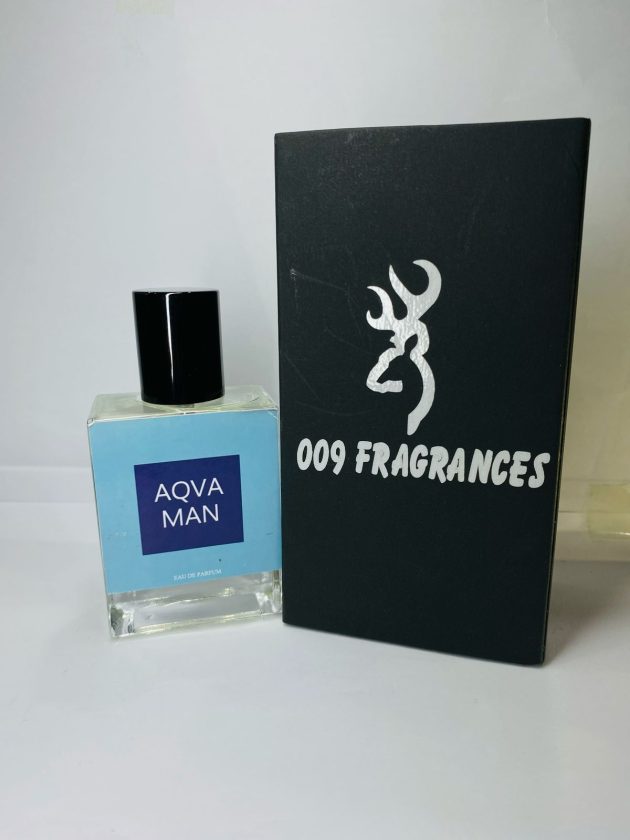 AQVA
MAN
EAU DE PARFUM
009 FRAGRANCES